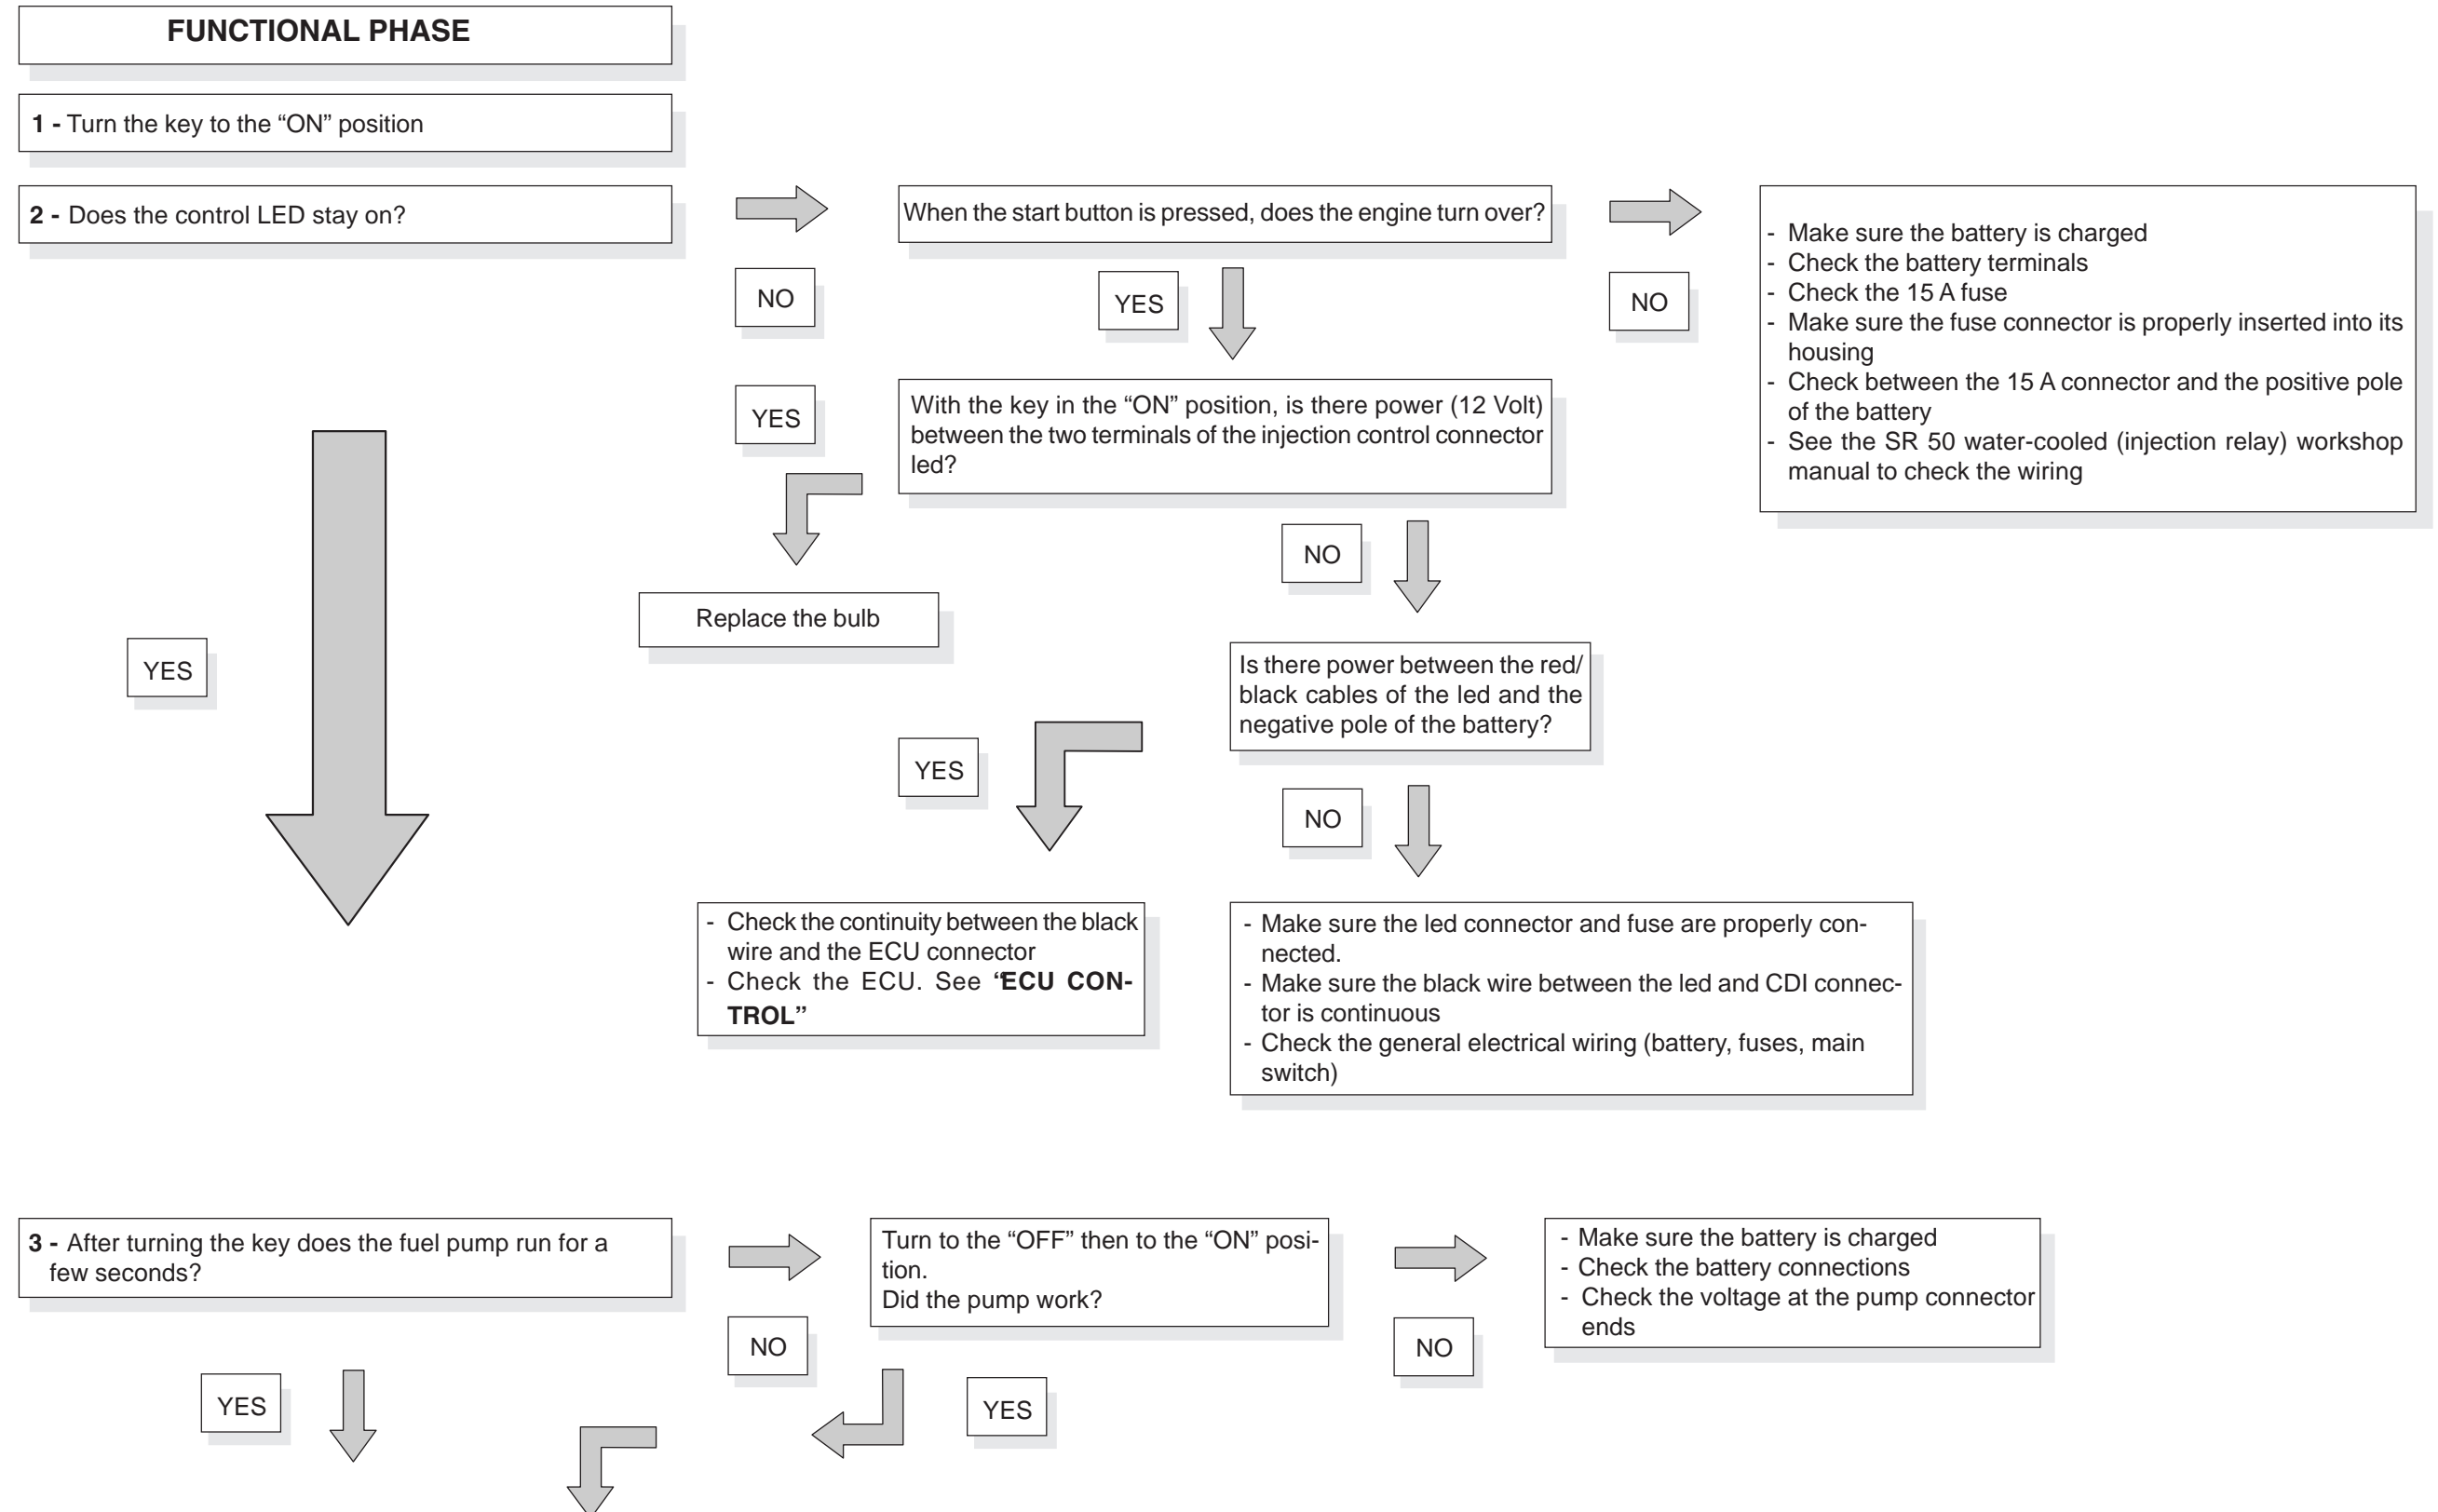 FUNCTIONAL PHASE
1 - Turn the key to the “ON” position
2 - Does the control LED stay on?
NO
When the start button is pressed, does the engine turn over?
YES
NO
- Make sure the battery is charged
- Check the battery terminals
- Check the 15 A fuse
- Make sure the fuse connector is properly inserted into its
housing
- Check between the 15 A connector and the positive pole
of the battery
- See the SR 50 water-cooled (injection relay) workshop
manual to check the wiring
YES
With the key in the “ON” position, is there power (12 Volt)
between the two terminals of the injection control connector
led?
Replace the bulb
NO
YES
Is there power between the red/
black cables of the led and the
negative pole of the battery?
YES
NO
- Check the continuity between the black
wire and the ECU connector
- Check the ECU. See “ECU CON-
TROL”
- Make sure the led connector and fuse are properly con-
nected.
- Make sure the black wire between the led and CDI connec-
tor is continuous
- Check the general electrical wiring (battery, fuses, main
switch)
3 - After turning the key does the fuel pump run for a
few seconds?
NO
Turn to the “OFF” then to the “ON” posi-
tion.
Did the pump work?
NO
- Make sure the battery is charged
- Check the battery connections
- Check the voltage at the pump connector
ends
YES
YES